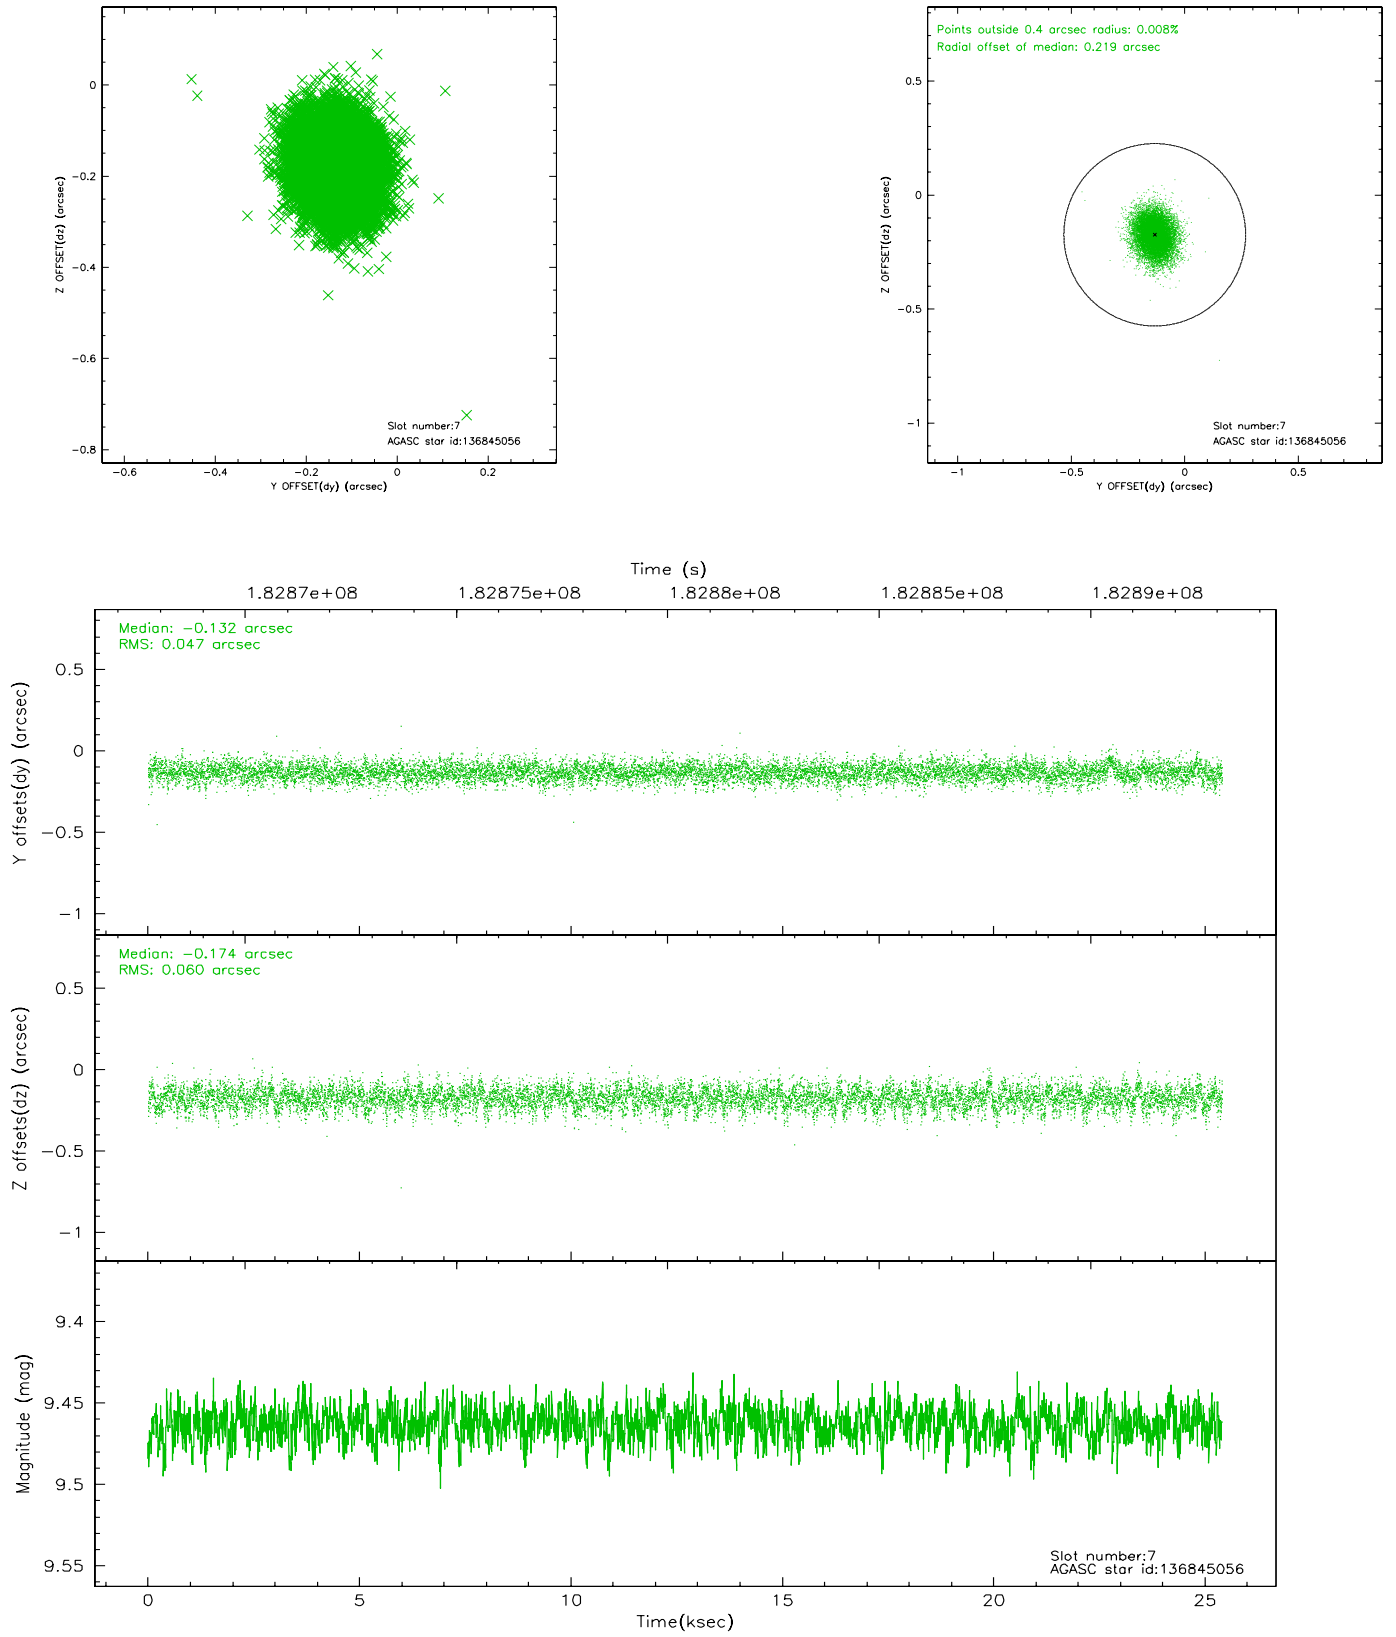 0
−0.2
−0.4
−0.6
−0.8
Z OFFSET(dz) (arcsec)
Slot number:7
AGASC star id:136845056
−0.6
−0.4
−0.2
0
0.2
Y OFFSET(dy) (arcsec)
Points outside 0.4 arcsec radius: 0.008%
Radial offset of median: 0.219 arcsec
0.5
0
−0.5
−1
Z OFFSET(dz) (arcsec)
Slot number:7
AGASC star id:136845056
−1
−0.5
0
0.5
Y OFFSET(dy) (arcsec)
Time (s)
1.8287e+08
1.82875e+08
1.8288e+08
1.82885e+08
1.8289e+08
Median: −0.132 arcsec
RMS: 0.047 arcsec
0.5
0
−0.5
−1
Y offsets(dy) (arcsec)
Median: −0.174 arcsec
RMS: 0.060 arcsec
0.5
0
−0.5
−1
Z offsets(dz) (arcsec)
9.4
9.45
9.5
9.55
Magnitude (mag)
Slot number:7
AGASC star id:136845056
0
5
10
15
20
25
Time(ksec)